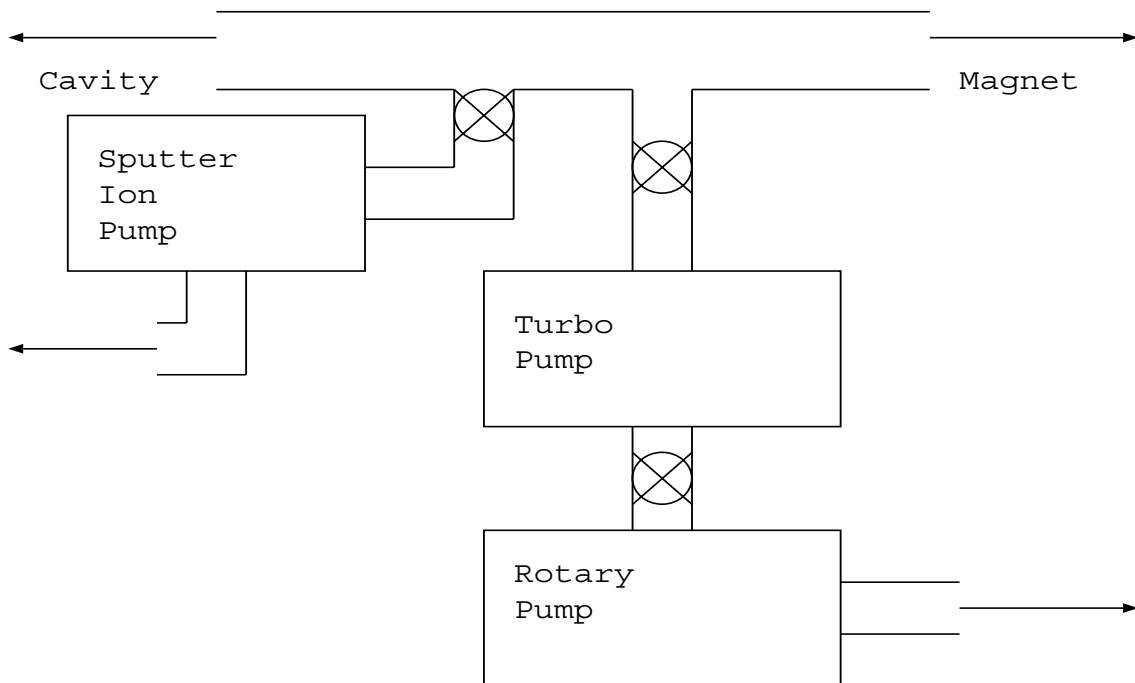 Cavity
Magnet
Sputter
Ion
Pump
Turbo
Pump
Rotary
Pump